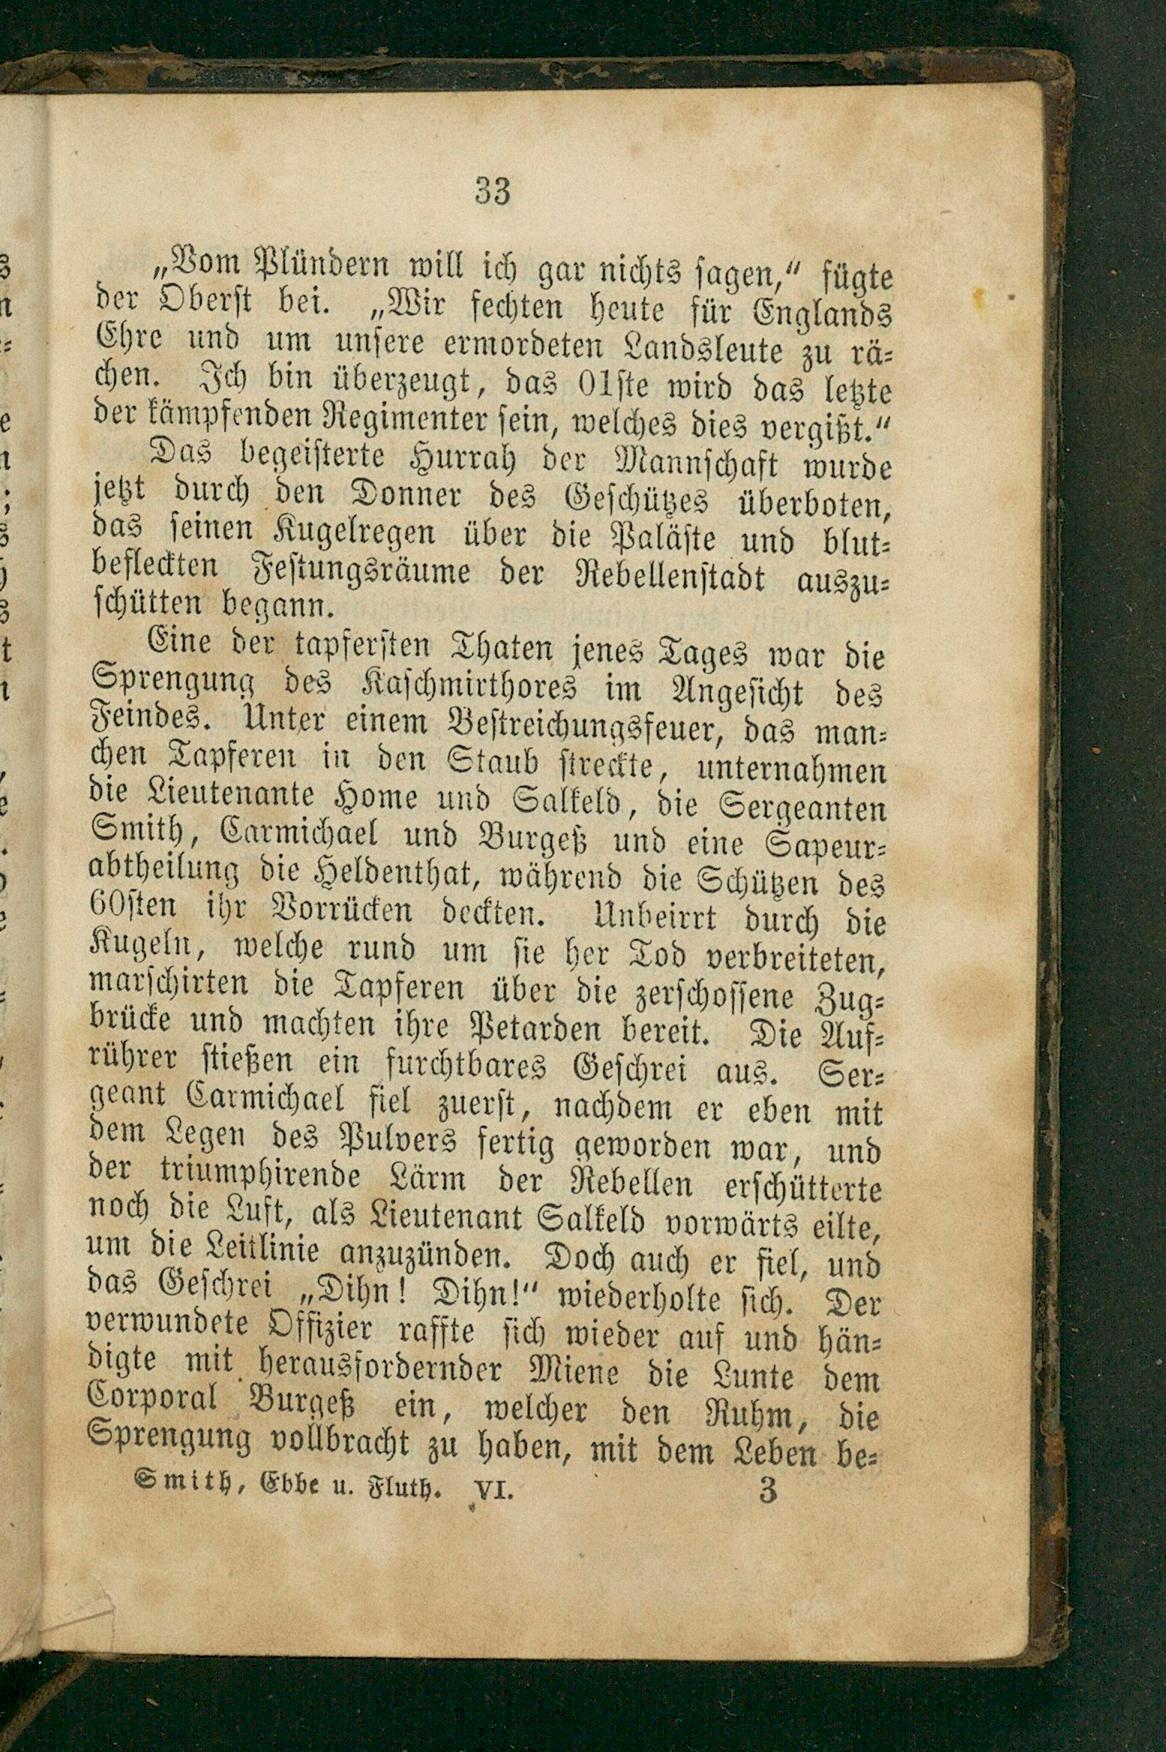 33
„Vom Plündern will ich gar nichts sagen,“ fügte
der Oberst bei. „Wir fechten heute für Englands
Ehre und um unsere ermordeten Landsleute zu rä-
chen. Ich bin überzeugt, das 01ste wird das letzte
der kämpfenden Regimenter sein, welches dies vergißt.“
Das begeisterte Hurrah der Mannschaft wurde
jetzt durch den Donner des Geschützes überboten,
das seinen Kugelregen über die Paläste und blut-
befleckten Festungsräume der Rebellenstadt auszu-
schütten begann.
Eine der tapfersten Thaten jenes Tages war die
Sprengung des Kaschmirthores im Angesicht des
Feindes. Unter einem Bestreichungsfeuer, das man-
chen Tapferen in den Staub streckte, unternahmen
die Lieutenante Home und Salkeld, die Sergeanten
Smith, Carmichael und Burgeß und eine Sapeur-
abtheilung die Heldenthat, während die Schützen des
60sten ihr Vorrücken deckten. Unbeirrt durch die
Kugeln, welche rund um sie her Tod verbreiteten,
marschirten die Tapferen über die zerschossene Zug-
brücke und machten ihre Petarden bereit. Die Auf-
rührer stießen ein furchtbares Geschrei aus. Ser-
geant Carmichael fiel zuerst, nachdem er eben mit
dem Legen des Pulvers fertig geworden war, und
der triumphirende Lärm der Rebellen erschütterte
noch die Luft, als Lieutenant Salkeld vorwärts eilte,
um die Leitlinie anzuzünden. Doch auch er fiel, und
das Geschrei „Dihn! Dihn!“ wiederholte sich. Der
verwundete Offizier raffte sich wieder auf und hän-
digte mit herausfordernder Miene die Lunte dem
Corporal Burgeß ein, welcher den Ruhm, die
Sprengung vollbracht zu haben, mit dem Leben be-
Smith, Ebbe u. Fluth. VI. 3